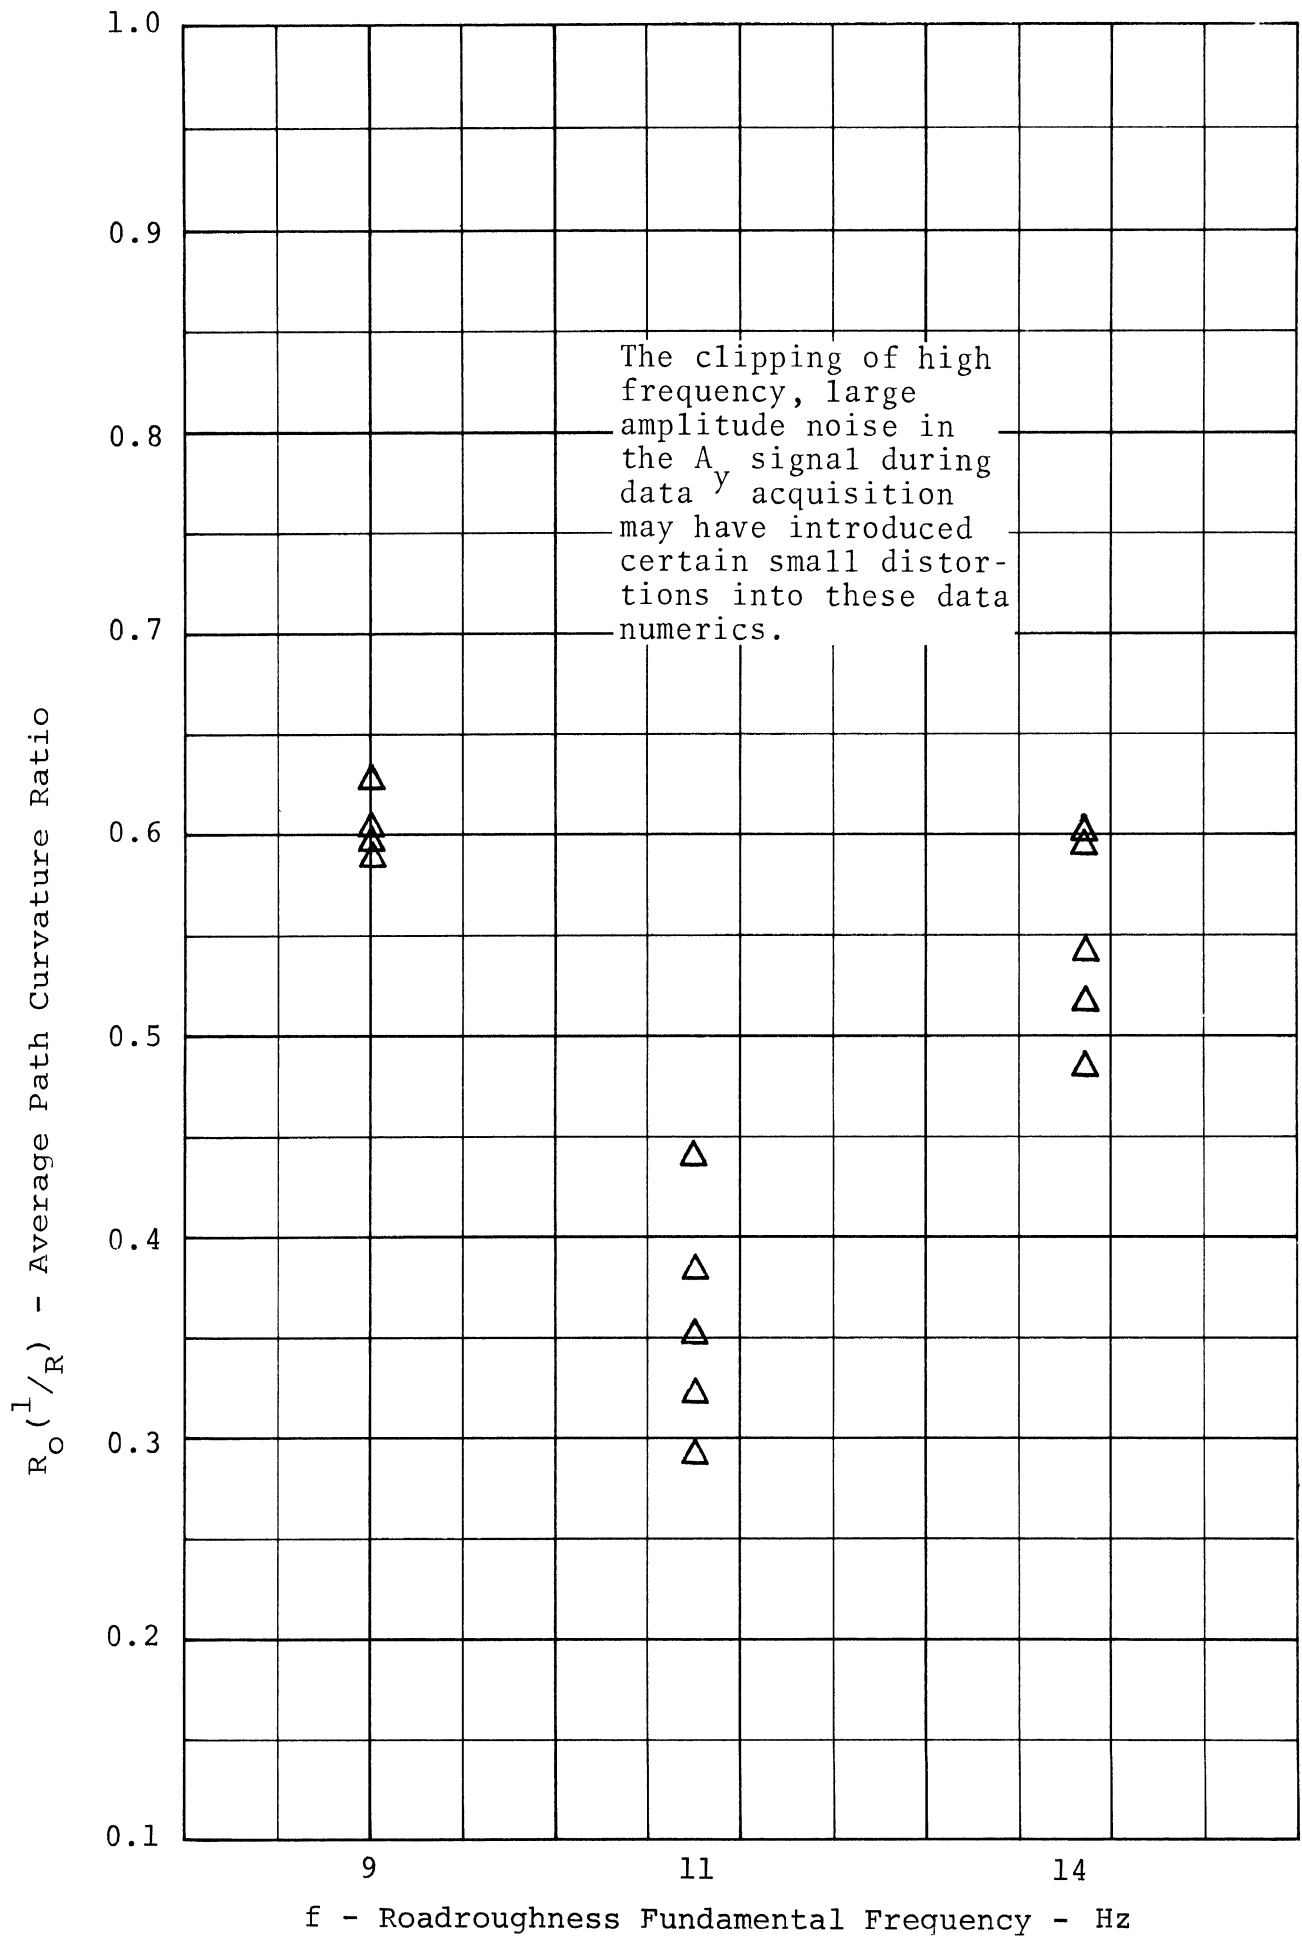 1.0
0.9
0.8
0.7
0.6
0.5
0.4
0.3
0.2
0.1
R_o(1/R) - Average Path Curvature Ratio
The clipping of high
frequency, large
amplitude noise in
the A_y signal during
data acquisition
may have introduced
certain small distor-
tions into these data
numerics.
9 11 14
f - Roadroughness Fundamental Frequency - Hz